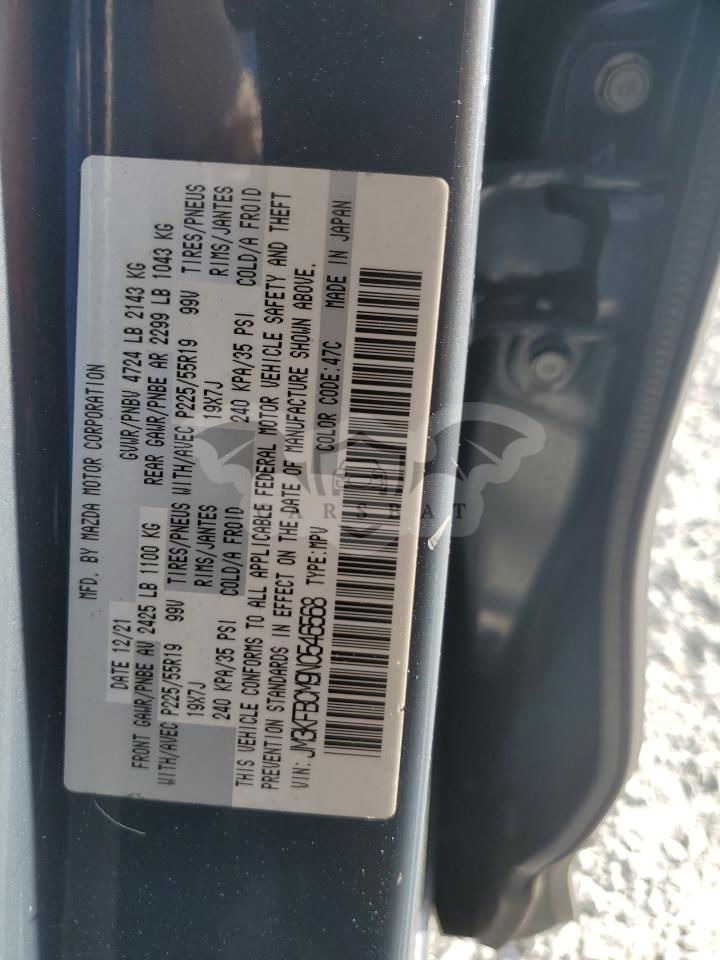 MFD. BY MAZDA MOTOR CORPORATION
DATE 12/21 GVWR/PNBV 4724 LB 2143 KG
FRONT GAWR/PNBE AV 2425 LB 1100 KG REAR GAWR/PNBE AR 2299 LB 1043 KG
WITH/AVEC P225/55R19 99V TIRES/PNEUS WITH/AVEC P225/55R19 99V TIRES/PNEUS
19X7J RIMS/JANTES 19X7J RIMS/JANTES
240 KPA/35 PSI COLD/A FROID 240 KPA/35 PSI COLD/A FROID
THIS VEHICLE CONFORMS TO ALL APPLICABLE FEDERAL MOTOR VEHICLE SAFETY AND THEFT
PREVENTION STANDARDS IN EFFECT ON THE DATE OF MANUFACTURE SHOWN ABOVE.
VIN: JM3KFBCM9N0546568 TYPE:MPV COLOR CODE:47C MADE IN JAPAN
CARSBAT